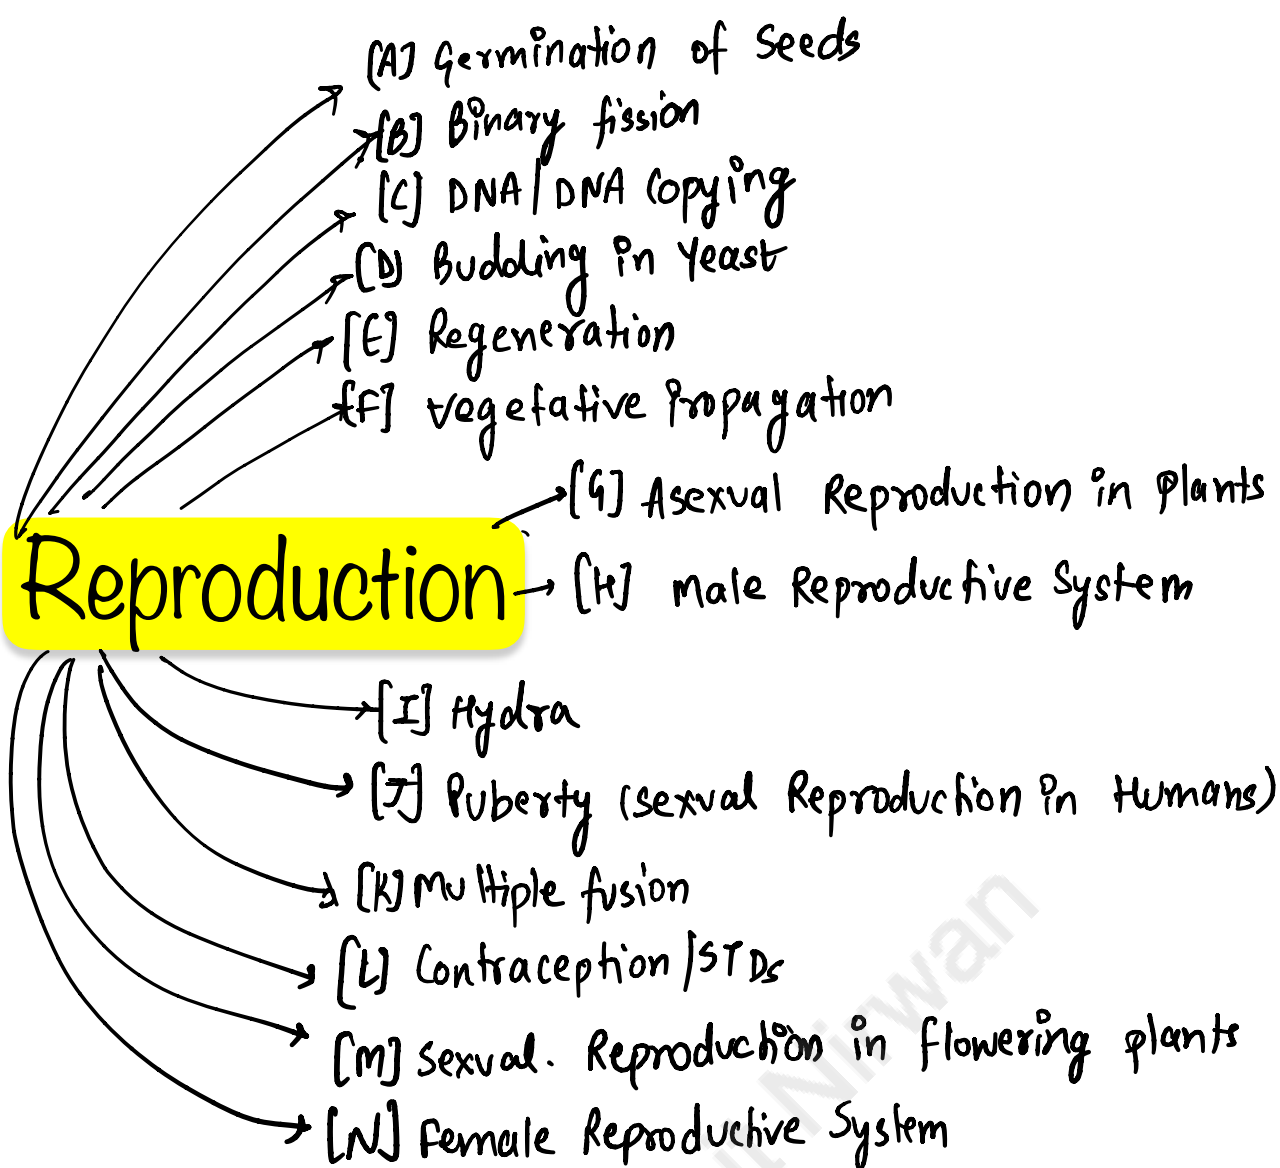 [A] Germination of Seeds
[B] Binary fission
[C] DNA/DNA Copying
[D] Budding in Yeast
[E] Regeneration
[F] Vegetative Propagation
[G] Asexual Reproduction in plants
Reproduction
[H] Male Reproductive System
[I] Hydra
[J] Puberty (Sexual Reproduction in Humans)
[K] Multiple fusion
[L] Contraception/STDs
[M] Sexual. Reproduction in flowering plants
[N] Female Reproductive System
Nirwan